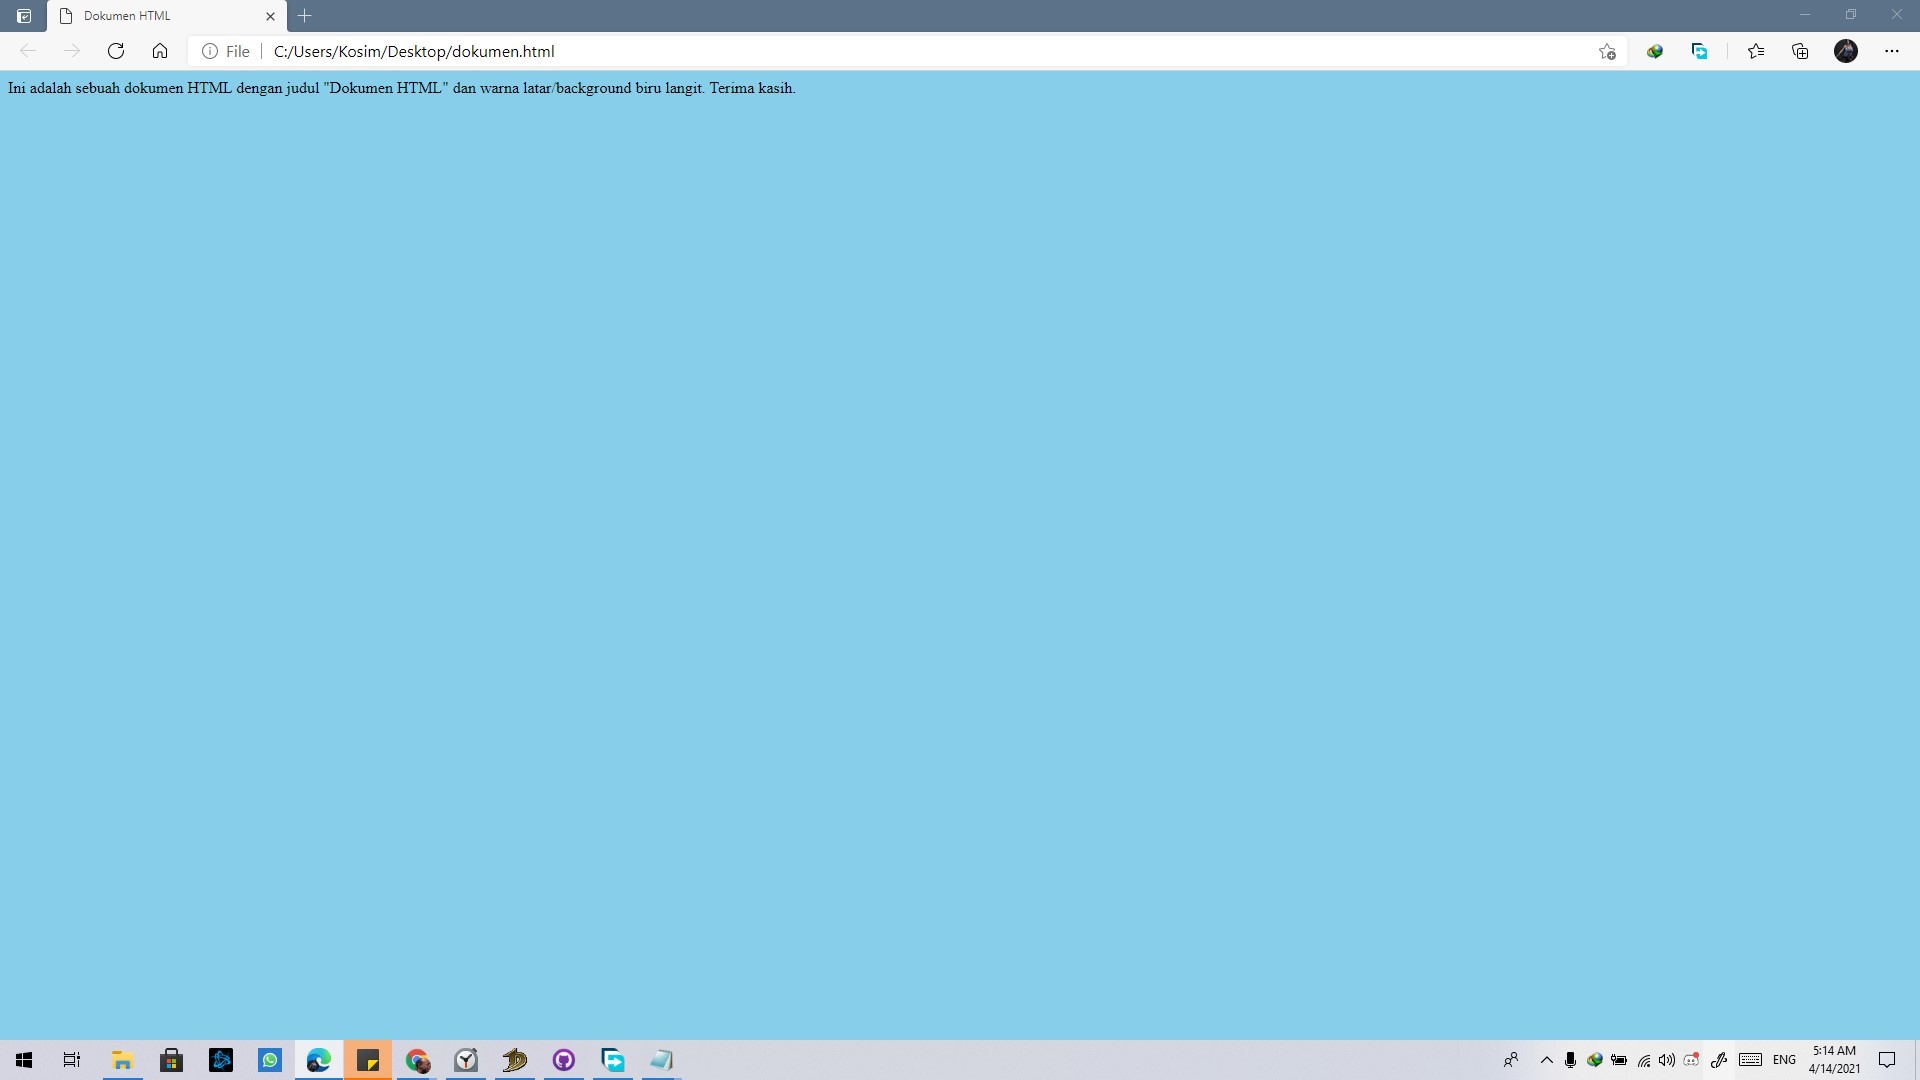 Dokumen HTML
File
C:/Users/Kosim/Desktop/dokumen.html
Ini adalah sebuah dokumen HTML dengan judul "Dokumen HTML" dan warna latar/background biru langit. Terima kasih.
ENG
5:14 AM
4/14/2021